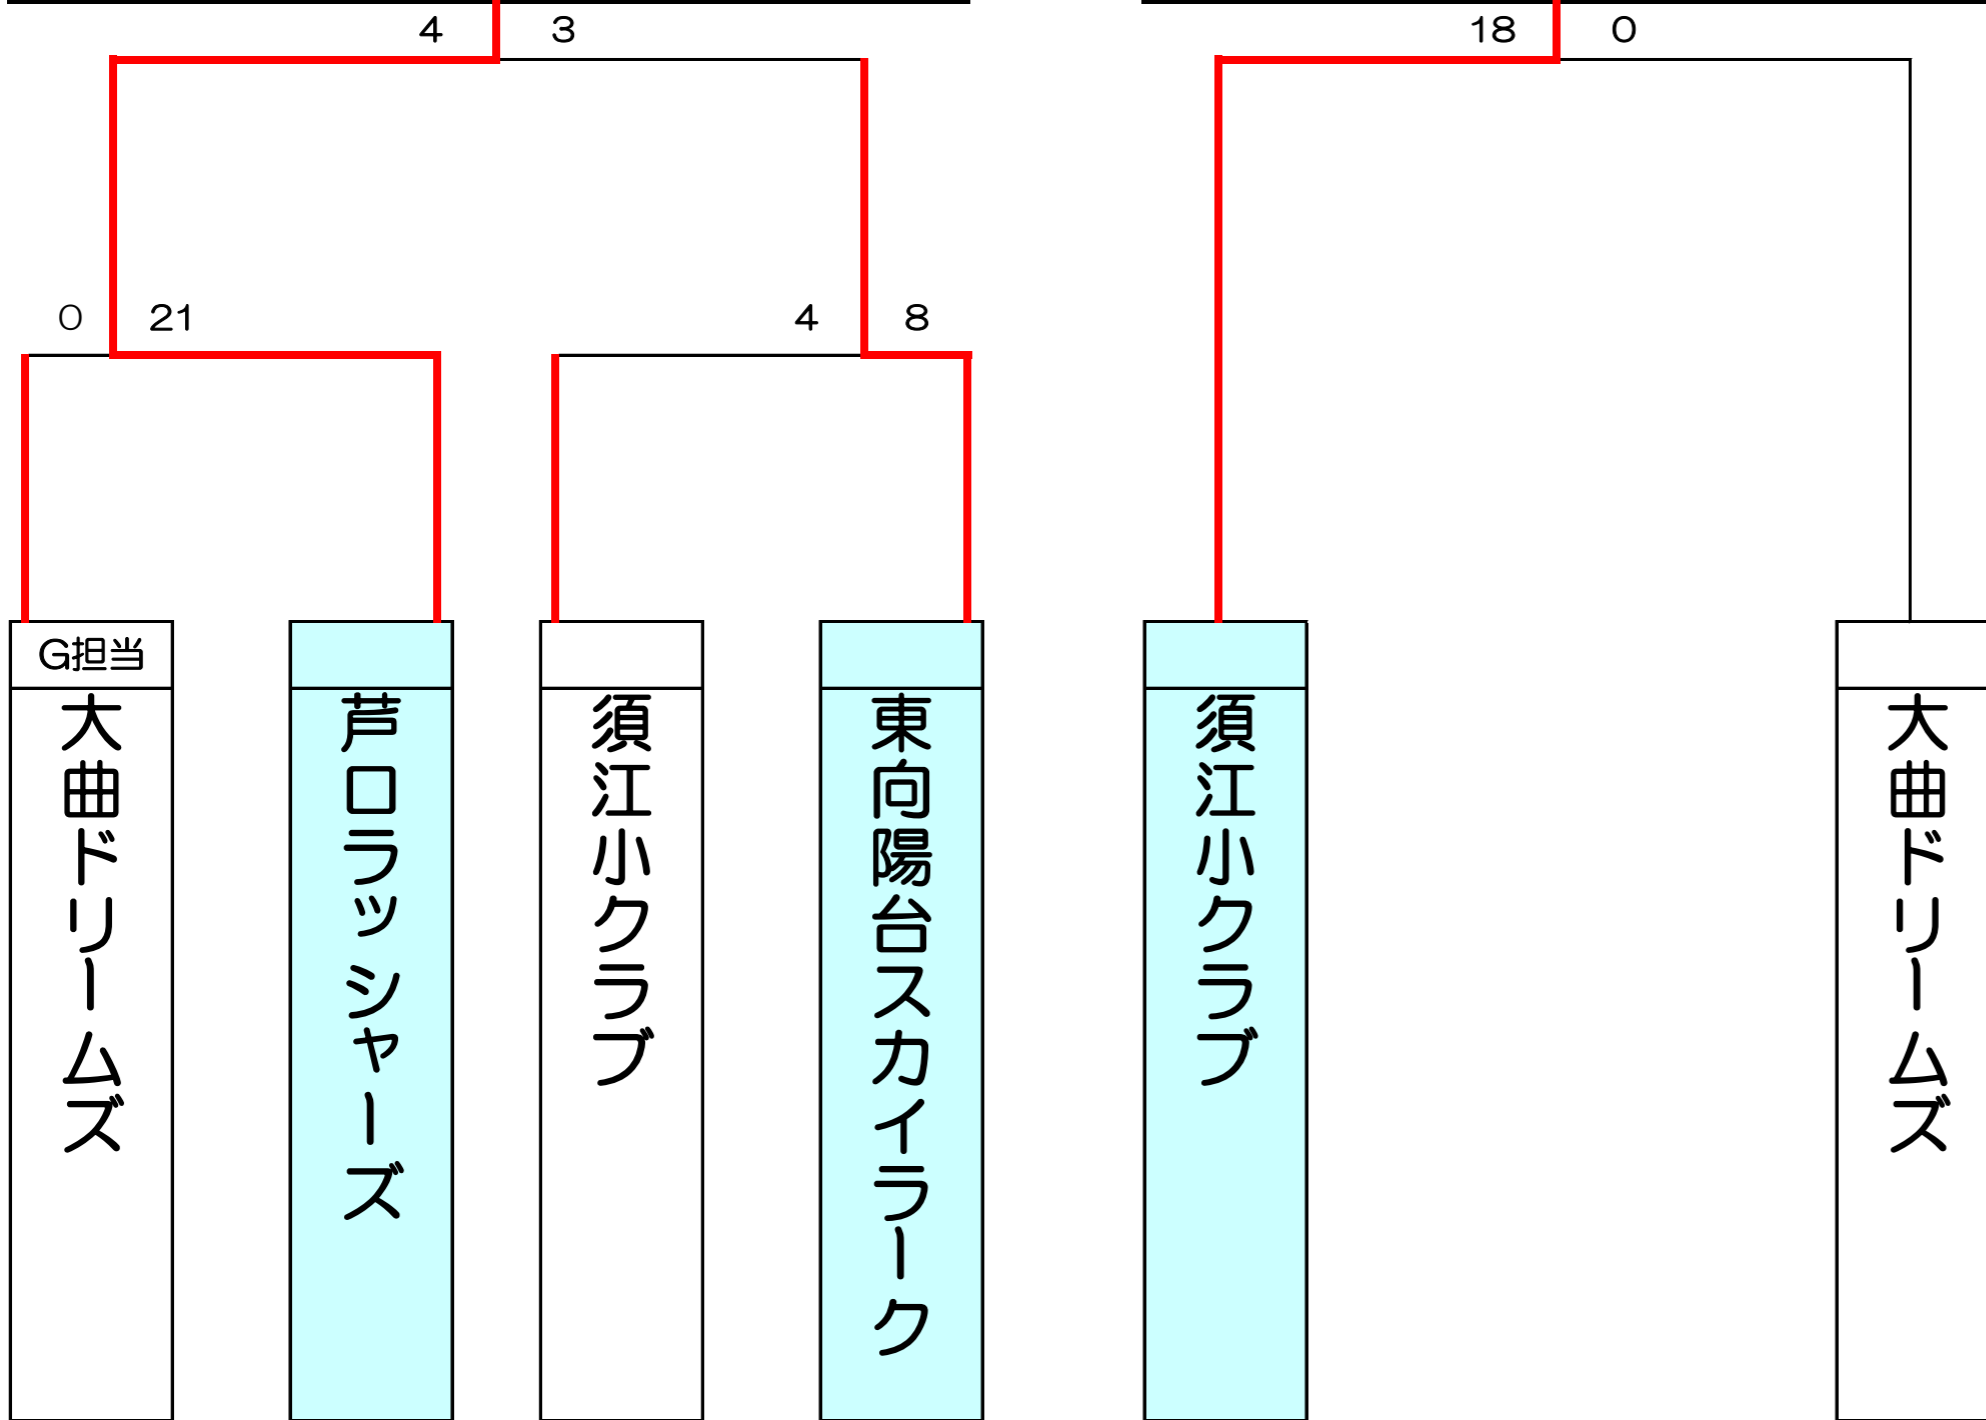 4 3
18 0
0 21
4 8
G担当
大曲ドリームズ
芦口ラッシャーズ
須江小クラブ
東向陽台スカイラーク
須江小クラブ
大曲ドリームズ